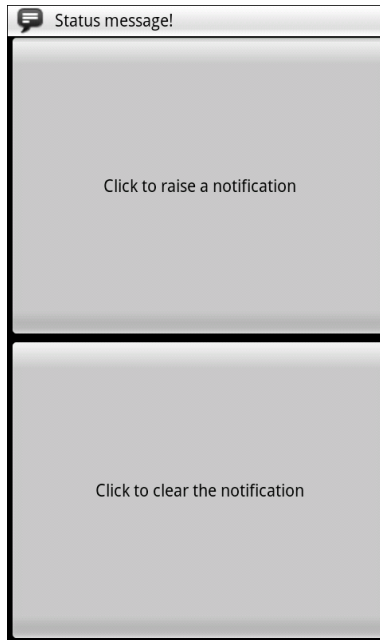 Status message!
Click to raise a notification
Click to clear the notification